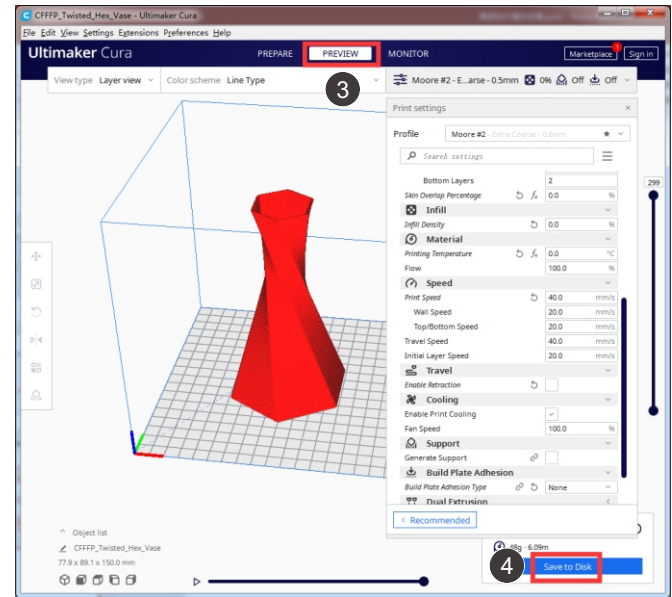 CFFFP_Twisted_Hex_Vase - Ultimaker Cura
File Edit View Settings Extensions Preferences Help
Ultimaker Cura
PREPARE
PREVIEW
MONITOR
Marketplace
1
Sign in
View type Layer view
Color scheme Line Type
3
Moore #2 - E...arse - 0.5mm 0% Off Off
Print settings ×
Profile Moore #2 - Extra Coarse - 0.6mm
Search settings
Bottom Layers 2
299
Skin Overlap Percentage 0.0 %
Infill
Infill Density 0.0 %
Material
Printing Temperature 0.0 °C
Flow 100.0 %
Speed
Print Speed 40.0 mm/s
Wall Speed 20.0 mm/s
Top/Bottom Speed 20.0 mm/s
Travel Speed 40.0 mm/s
Initial Layer Speed 20.0 mm/s
Travel
Enable Retraction
Cooling
Enable Print Cooling
Fan Speed 100.0 %
Support
Generate Support
Build Plate Adhesion
Build Plate Adhesion Type None
Dual Extrusion
< Recommended
Object list
CFFFP_Twisted_Hex_Vase
77.9 x 89.1 x 150.0 mm
48g - 6.09m
4
Save to Disk